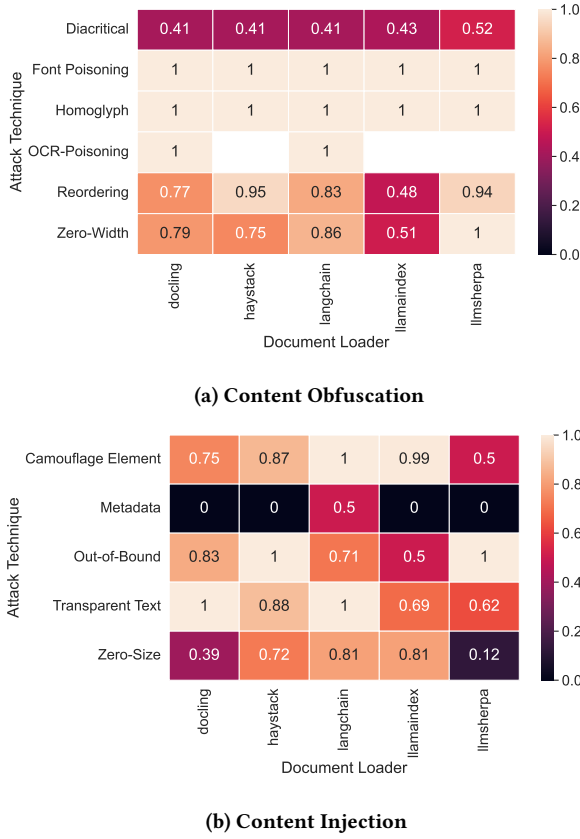 Attack Technique
Diacritical 0.41 0.41 0.41 0.43 0.52
Font Poisoning 1 1 1 1 1
Homoglyph 1 1 1 1 1
OCR-Poisoning 1 1
Reordering 0.77 0.95 0.83 0.48 0.94
Zero-Width 0.79 0.75 0.86 0.51 1
docling haystack langchain llamaindex llmsherpa
Document Loader
1.0
0.8
0.6
0.4
0.2
0.0
(a) Content Obfuscation
Attack Technique
Camouflage Element 0.75 0.87 1 0.99 0.5
Metadata 0 0 0.5 0 0
Out-of-Bound 0.83 1 0.71 0.5 1
Transparent Text 1 0.88 1 0.69 0.62
Zero-Size 0.39 0.72 0.81 0.81 0.12
docling haystack langchain llamaindex llmsherpa
Document Loader
1.0
0.8
0.6
0.4
0.2
0.0
(b) Content Injection